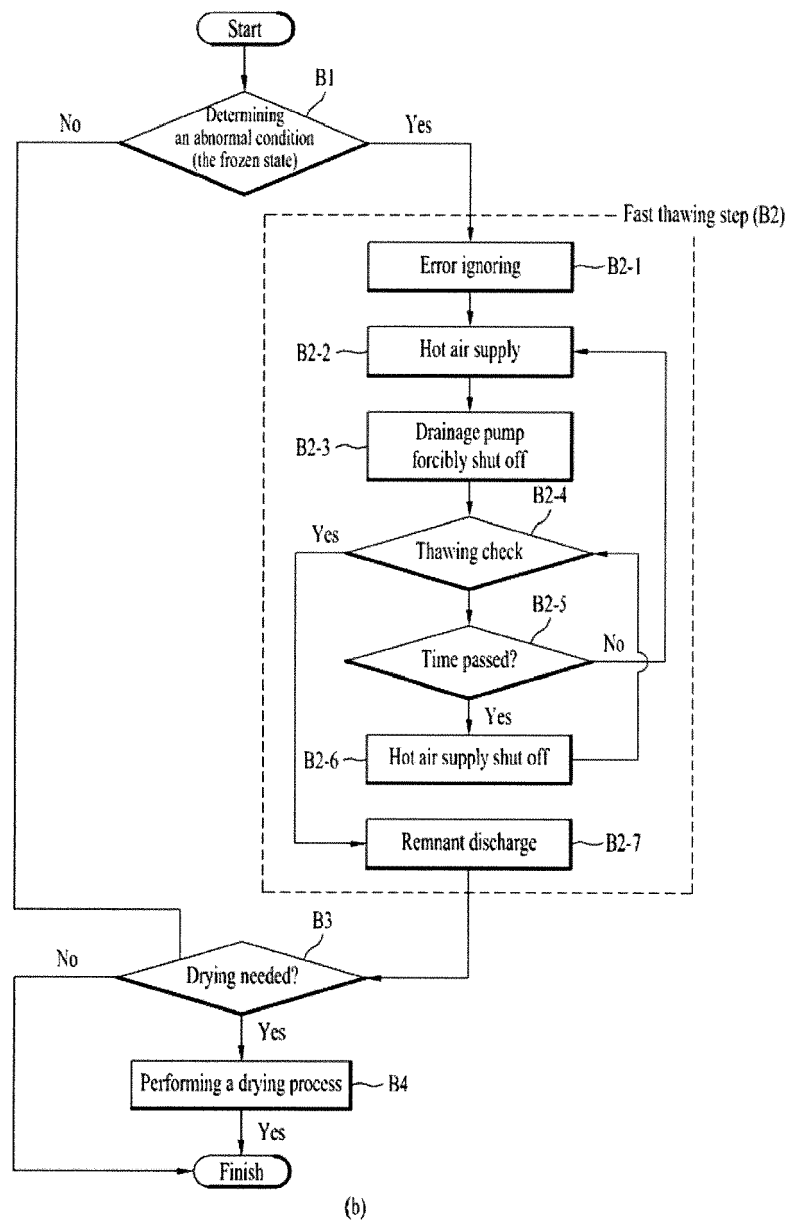 Start
B1
Determining
an abnormal condition
(the frozen state)
No
Yes
Fast thawing step (B2)
Error ignoring
B2-1
B2-2
Hot air supply
B2-3
Drainage pump
forcibly shut off
B2-4
Yes
Thawing check
B2-5
Time passed?
No
Yes
B2-6
Hot air supply shut off
Remnant discharge
B2-7
B3
No
Drying needed?
Yes
Performing a drying process
B4
Yes
Finish
(b)